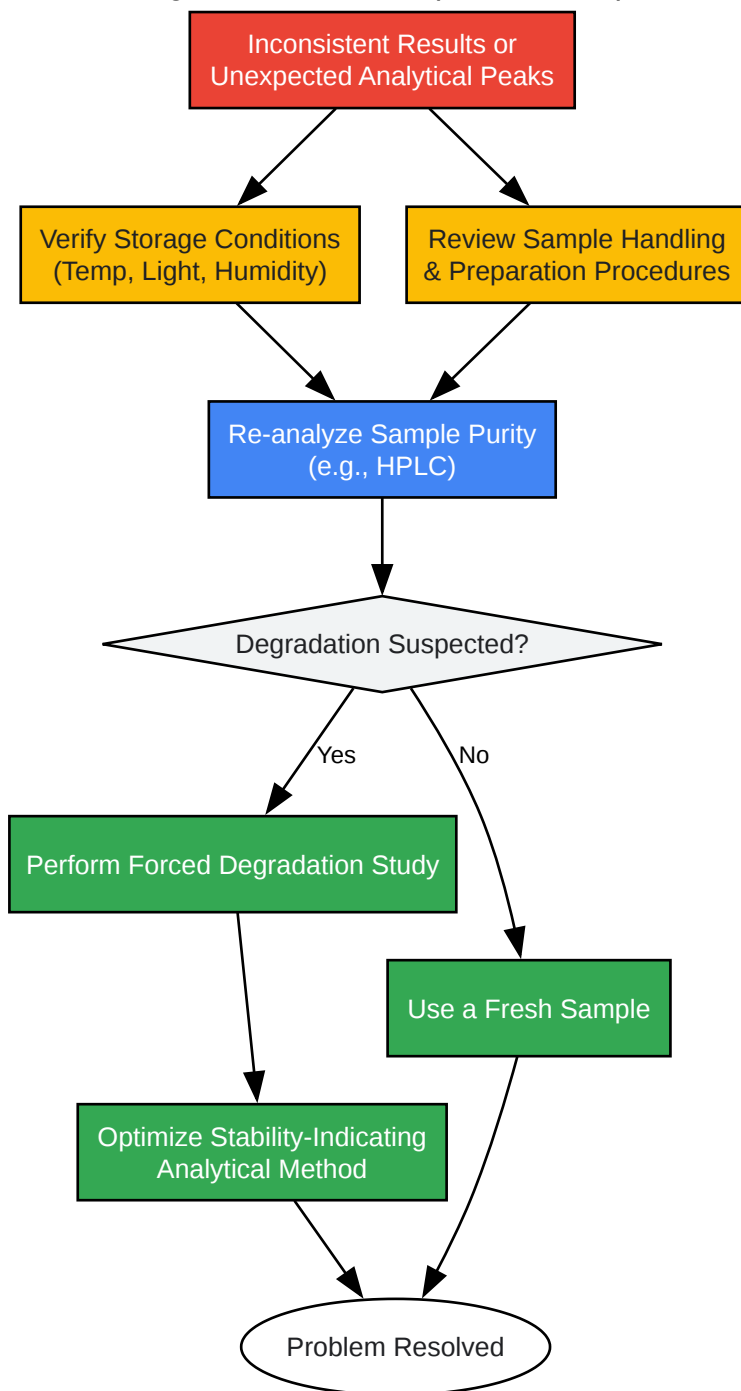 Inconsistent Results or
Unexpected Analytical Peaks
Verify Storage Conditions
(Temp, Light, Humidity)
Review Sample Handling
& Preparation Procedures
Re-analyze Sample Purity
(e.g., HPLC)
Degradation Suspected?
Yes
No
Perform Forced Degradation Study
Use a Fresh Sample
Optimize Stability-Indicating
Analytical Method
Problem Resolved